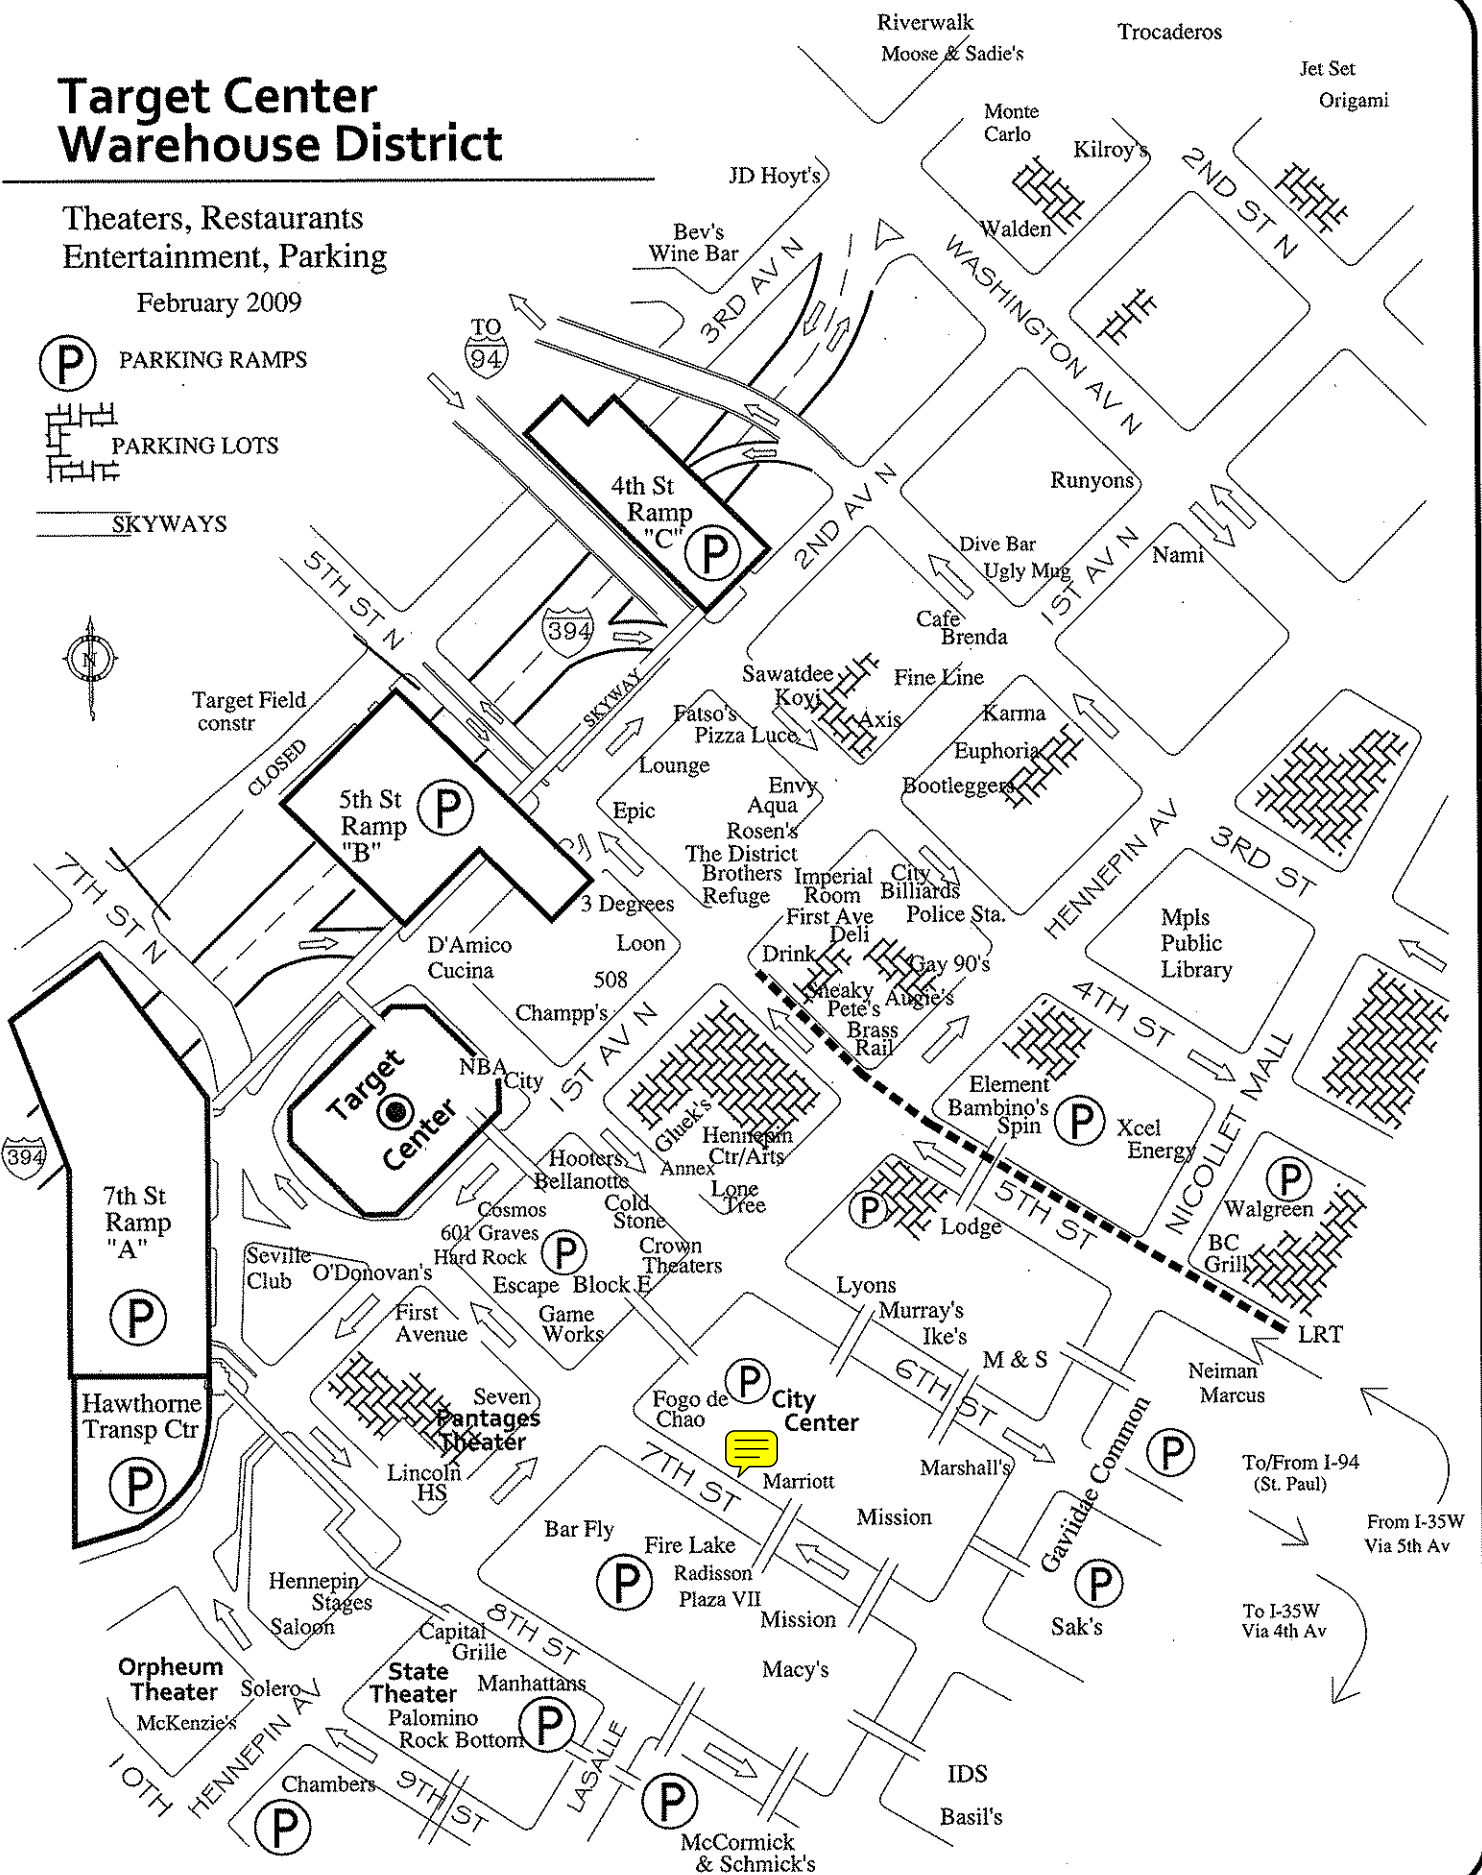 Riverwalk
Moose & Sadie's
Trocaderos
Jet Set
Origami
Target Center
Warehouse District
Monte
Carlo
Kilroy's
2ND ST N
JD Hoyt's
Theaters, Restaurants
Entertainment, Parking
February 2009
Bev's
Wine Bar
Walden
3RD AV N
WASHINGTON AV N
TO
94
P
PARKING RAMPS
PARKING LOTS
SKYWAYS
4th St
Ramp
"C"
P
2ND AV N
Runyons
Dive Bar
Ugly Mug
1ST AV N
Nami
5TH ST N
394
Cafe
Brenda
N
SKYWAY
Sawatdee
Koyi
Axis
Fine Line
Target Field
constr
CLOSED
Fatso's
Pizza Luce
Lounge
Karma
Euphoria
Bootleggers
5th St
Ramp
"B"
P
Epic
Envy
Aqua
Rosen's
The District
Brothers
Refuge
HENNEPIN AV
3RD ST
7TH ST N
3 Degrees
Imperial
Room
City
Billiards
First Ave
Deli
Police Sta.
Mpls
Public
Library
D'Amico
Cucina
Loon
508
Champp's
Drink
Gay 90's
Sneaky
Pete's
Augie's
Brass
Rail
4TH ST
1ST AV N
Target
Center
NBA
City
Gluek's
Hennepin
Ctr/Arts
Annex
Lone
Tree
Element
Bambino's
Spin
P
Xcel
Energy
NICOLLET MALL
394
7th St
Ramp
"A"
P
Hooters
Bellanotte
Cosmos
601 Graves
Hard Rock
P
Cold
Stone
Crown
Theaters
Escape
Block E
Game
Works
P
Lodge
5TH ST
P
Walgreen
BC
Grill
Seville
Club
O'Donovan's
First
Avenue
Lyons
Murray's
Ike's
M & S
LRT
Hawthorne
Transp Ctr
P
Seven
Pantages
Theater
Lincoln
HS
P
City
Center
Fogo de
Chao
6TH ST
Neiman
Marcus
7TH ST
Marriott
Marshall's
Mission
Gaviidae Common
P
To/From I-94
(St. Paul)
From I-35W
Via 5th Av
Bar Fly
Fire Lake
Radisson
Plaza VII
P
Mission
P
Sak's
To I-35W
Via 4th Av
Hennepin
Stages
Saloon
8TH ST
Capital
Grille
Macy's
Orpheum
Theater
Solero
McKenzie's
State
Theater
Manhattans
Palomino
Rock Bottom
P
10TH
HENNEPIN AV
Chambers
P
9TH ST
LASALLE
P
McCormick
& Schmick's
IDS
Basil's